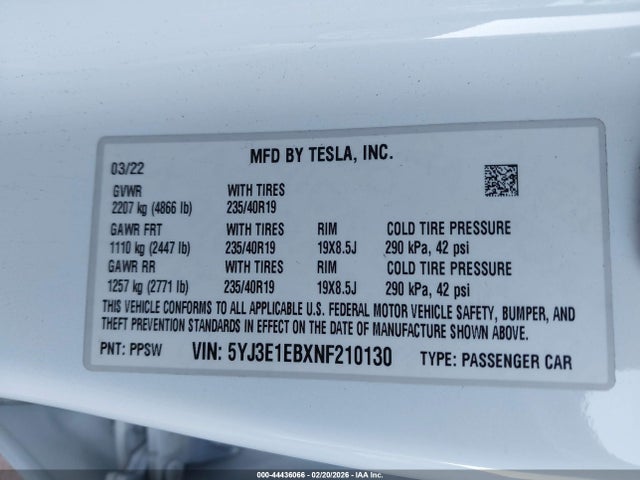 MFD BY TESLA, INC.
03/22
GVWR WITH TIRES
2207 kg (4866 lb) 235/40R19
GAWR FRT WITH TIRES RIM COLD TIRE PRESSURE
1110 kg (2447 lb) 235/40R19 19X8.5J 290 kPa, 42 psi
GAWR RR WITH TIRES RIM COLD TIRE PRESSURE
1257 kg (2771 lb) 235/40R19 19X8.5J 290 kPa, 42 psi
THIS VEHICLE CONFORMS TO ALL APPLICABLE U.S. FEDERAL MOTOR VEHICLE SAFETY, BUMPER, AND
THEFT PREVENTION STANDARDS IN EFFECT ON THE DATE OF MANUFACTURE SHOWN ABOVE.
PNT: PPSW VIN: 5YJ3E1EBXNF210130 TYPE: PASSENGER CAR
000-44436066 | 02/20/2026 | IAA Inc.